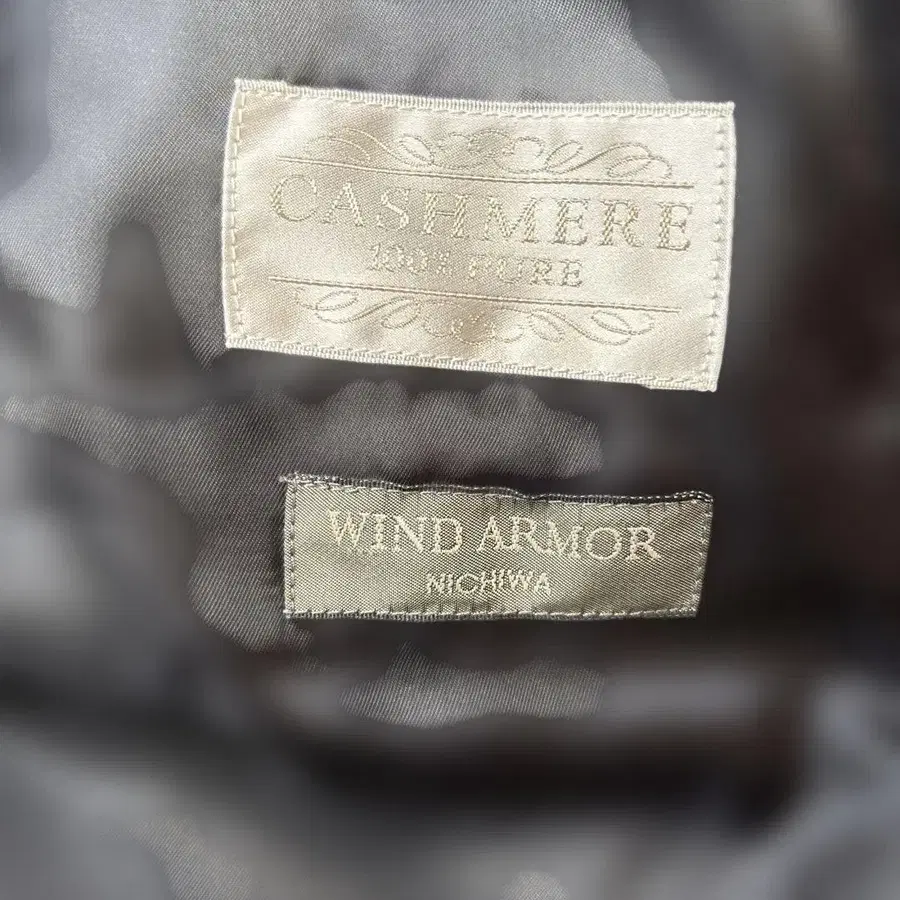 CASHMERE
100% PURE
WIND ARMOR
NICHIWA